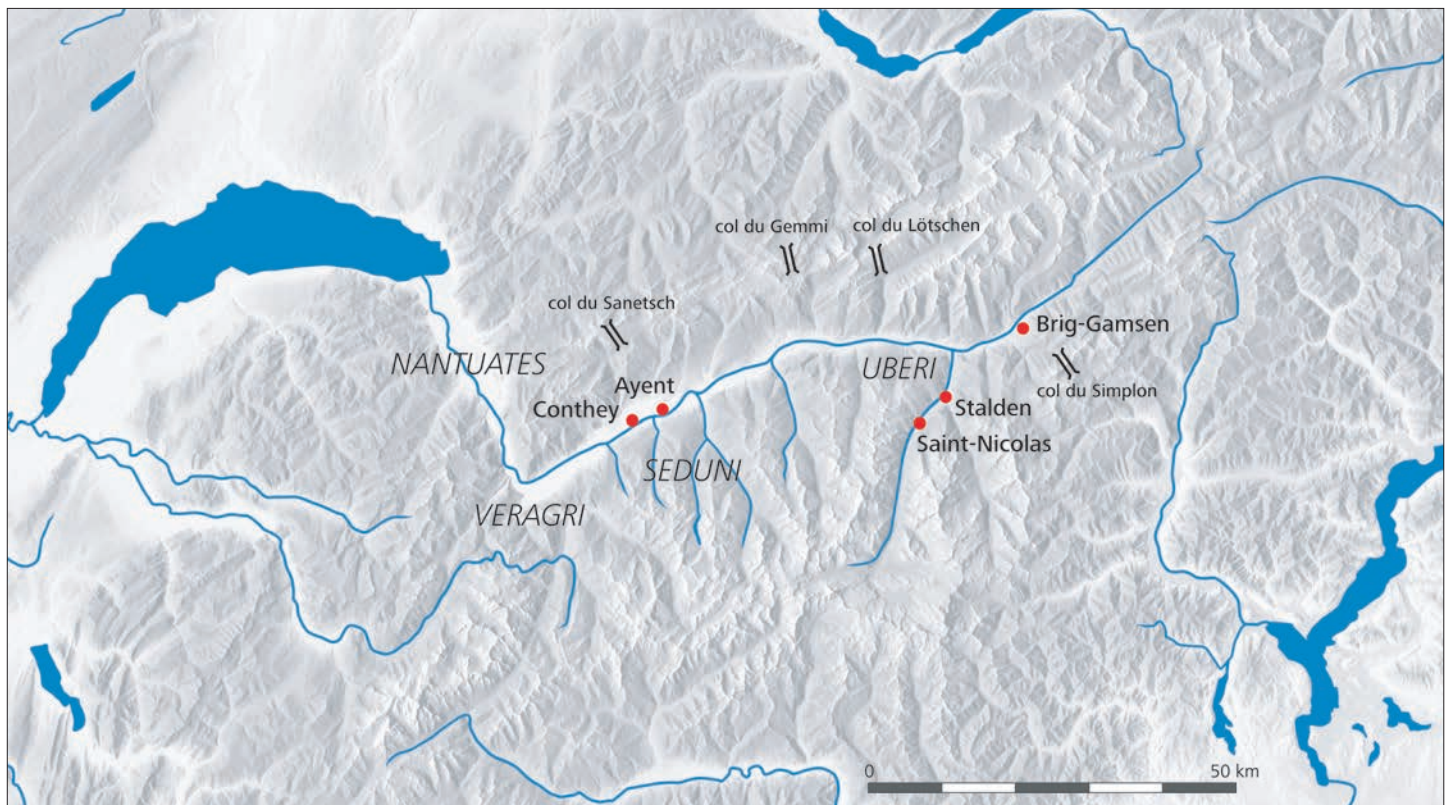 col du Gemmi
col du Lötschen
col du Sanetsch
Brig-Gamsen
NANTUATES
UBERI
col du Simplon
Ayent
Conthey
Stalden
Saint-Nicolas
SEDUNI
VERAGRI
0
50 km